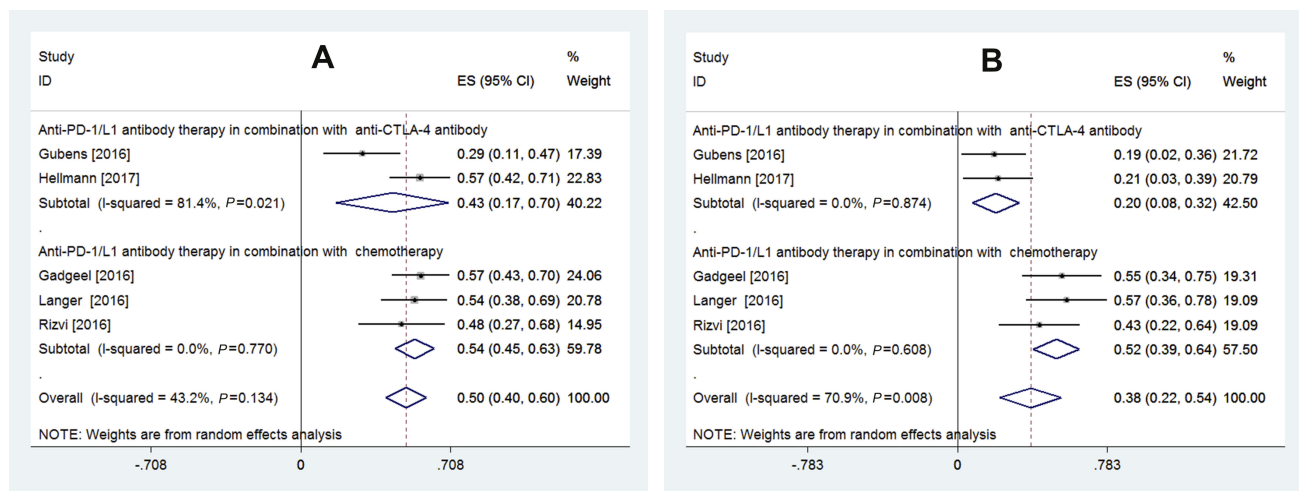 A
Study %
ID ES (95% CI) Weight
Anti-PD-1/L1 antibody therapy in combination with anti-CTLA-4 antibody
Gubens [2016] 0.29 (0.11, 0.47) 17.39
Hellmann [2017] 0.57 (0.42, 0.71) 22.83
Subtotal (I-squared = 81.4%, P=0.021) 0.43 (0.17, 0.70) 40.22
.
Anti-PD-1/L1 antibody therapy in combination with chemotherapy
Gadgeel [2016] 0.57 (0.43, 0.70) 24.06
Langer [2016] 0.54 (0.38, 0.69) 20.78
Rizvi [2016] 0.48 (0.27, 0.68) 14.95
Subtotal (I-squared = 0.0%, P=0.770) 0.54 (0.45, 0.63) 59.78
.
Overall (I-squared = 43.2%, P=0.134) 0.50 (0.40, 0.60) 100.00
NOTE: Weights are from random effects analysis
-.708 0 .708
B
Study %
ID ES (95% CI) Weight
Anti-PD-1/L1 antibody therapy in combination with anti-CTLA-4 antibody
Gubens [2016] 0.19 (0.02, 0.36) 21.72
Hellmann [2017] 0.21 (0.03, 0.39) 20.79
Subtotal (I-squared = 0.0%, P=0.874) 0.20 (0.08, 0.32) 42.50
.
Anti-PD-1/L1 antibody therapy in combination with chemotherapy
Gadgeel [2016] 0.55 (0.34, 0.75) 19.31
Langer [2016] 0.57 (0.36, 0.78) 19.09
Rizvi [2016] 0.43 (0.22, 0.64) 19.09
Subtotal (I-squared = 0.0%, P=0.608) 0.52 (0.39, 0.64) 57.50
.
Overall (I-squared = 70.9%, P=0.008) 0.38 (0.22, 0.54) 100.00
NOTE: Weights are from random effects analysis
-.783 0 .783